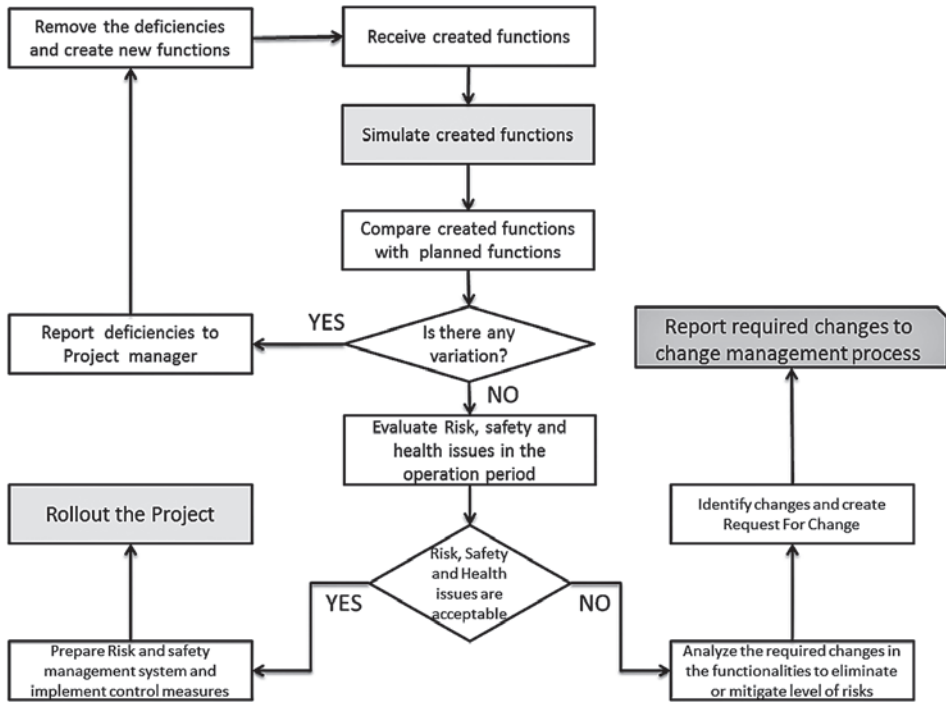 Remove the deficiencies
and create new functions
Receive created functions
Simulate created functions
Compare created functions
with planned functions
Is there any
variation?
YES
Report deficiencies to
Project manager
NO
Report required changes to
change management process
Evaluate Risk, safety and
health issues in the
operation period
Rollout the Project
Identify changes and create
Request For Change
Risk, Safety
and Health
issues are
acceptable
YES
NO
Prepare Risk and safety
management system and
implement control measures
Analyze the required changes in
the functionalities to eliminate
or mitigate level of risks